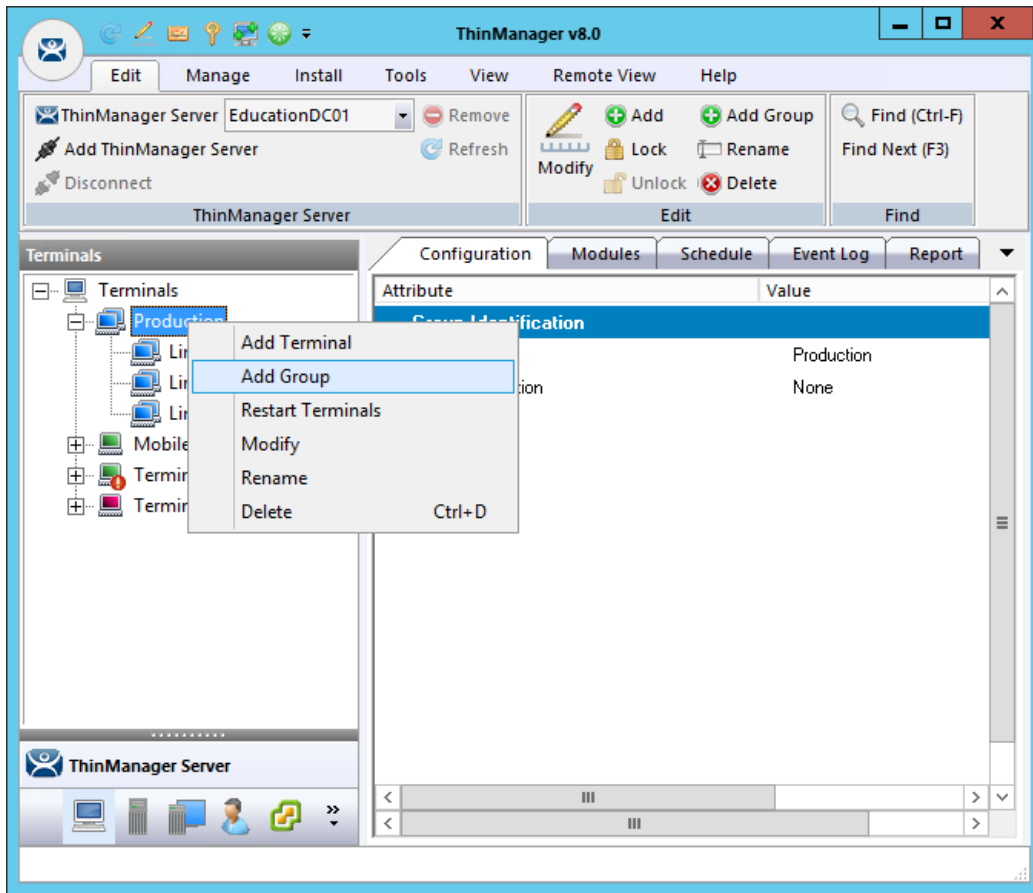 ThinManager v8.0
Edit Manage Install Tools View Remote View Help
ThinManager Server EducationDC01 Remove
Add ThinManager Server Refresh
Disconnect
ThinManager Server
Modify
Add Add Group
Lock Rename
Unlock Delete
Edit
Find (Ctrl-F)
Find Next (F3)
Find
Terminals
Terminals
Production
Mobile
Configuration Modules Schedule Event Log Report
Attribute Value
Group Identification
Production
None
Add Terminal
Add Group
Restart Terminals
Modify
Rename
Delete Ctrl+D
ThinManager Server